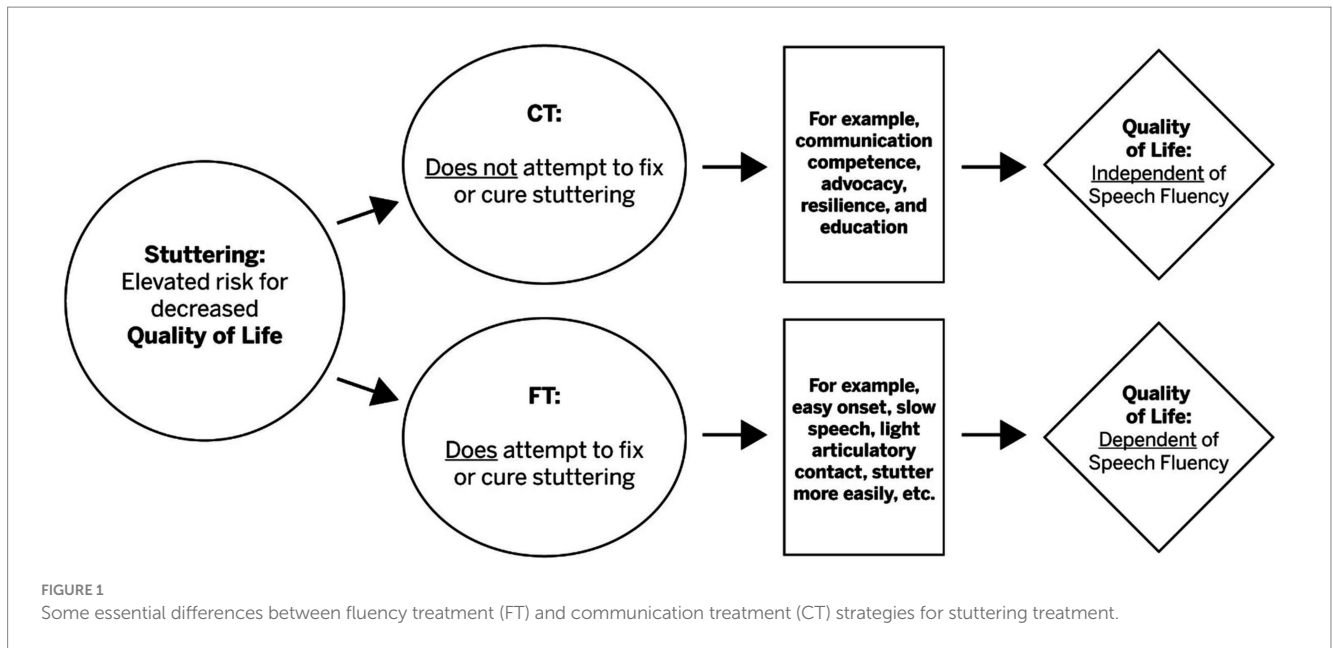 Stuttering:
Elevated risk for
decreased
Quality of Life
CT:
Does not attempt to fix
or cure stuttering
For example,
communication
competence,
advocacy,
resilience, and
education
Quality
of Life:
Independent of
Speech Fluency
FT:
Does attempt to fix
or cure stuttering
For example,
easy onset, slow
speech, light
articulatory
contact, stutter
more easily, etc.
Quality
of Life:
Dependent of
Speech Fluency
FIGURE 1
Some essential differences between fluency treatment (FT) and communication treatment (CT) strategies for stuttering treatment.